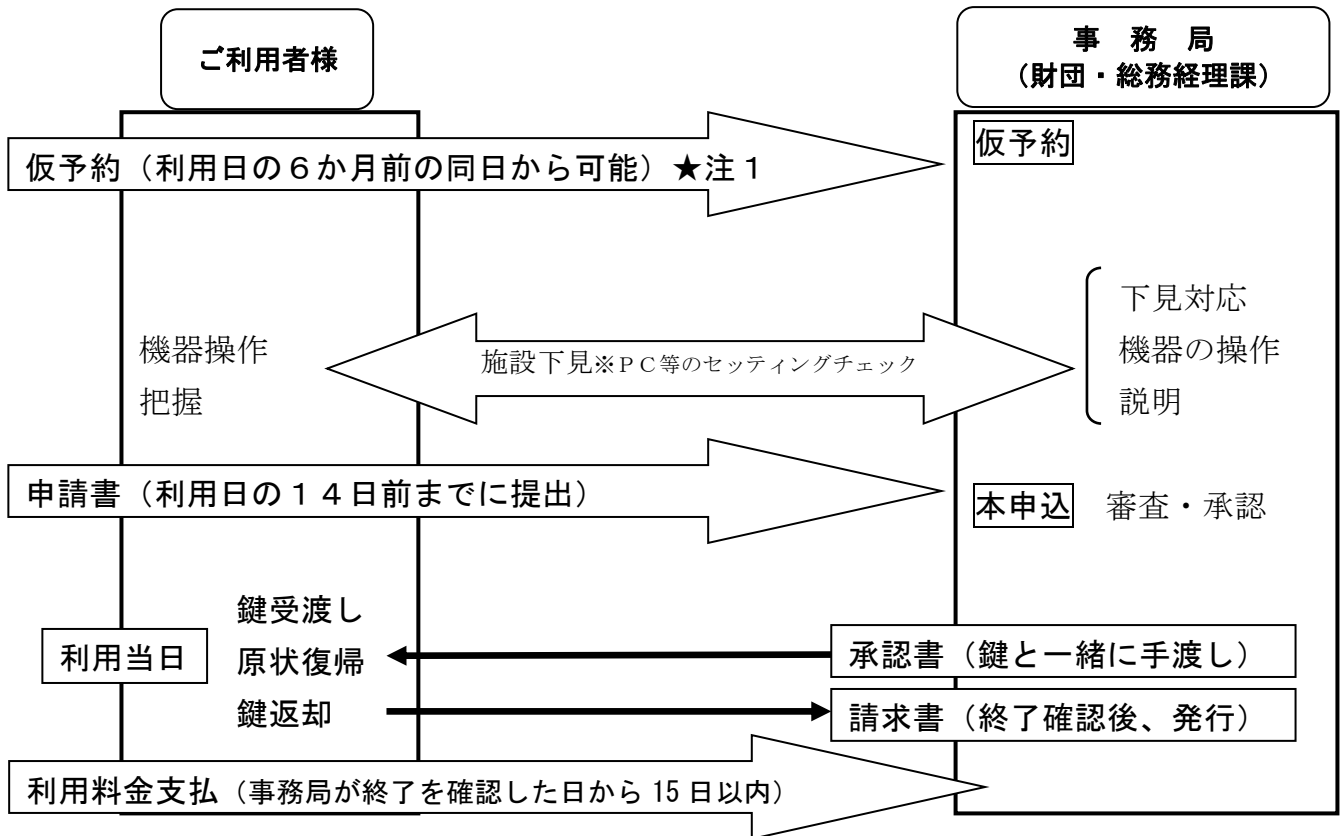 ご利用者様
事 務 局
（財団・総務経理課）
仮予約（利用日の６か月前の同日から可能）★注１
仮予約
機器操作
把握
施設下見※ＰＣ等のセッティングチェック
下見対応
機器の操作
説明
申請書（利用日の１４日前までに提出）
本申込 審査・承認
利用当日
鍵受渡し
原状復帰
鍵返却
承認書（鍵と一緒に手渡し）
請求書（終了確認後、発行）
利用料金支払（事務局が終了を確認した日から 15 日以内）